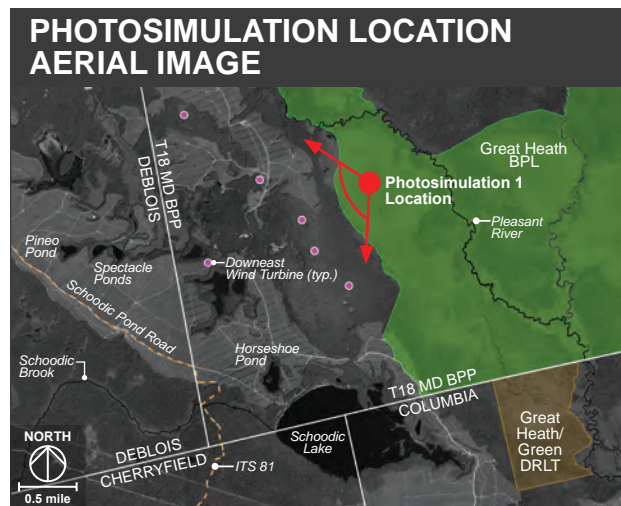 PHOTOSIMULATION LOCATION
AERIAL IMAGE
T18 MD BPP
DEBLOIS
Great Heath
BPL
Photosimulation 1
Location
Pleasant
River
Pineo
Pond
Spectacle
Ponds
Downeast
Wind Turbine (typ.)
Schoodic Pond Road
Horseshoe
Pond
Schoodic
Brook
T18 MD BPP
COLUMBIA
Great
Heath/
Green
DRLT
Schoodic
Lake
DEBLOIS
CHERRYFIELD
ITS 81
NORTH
0.5 mile